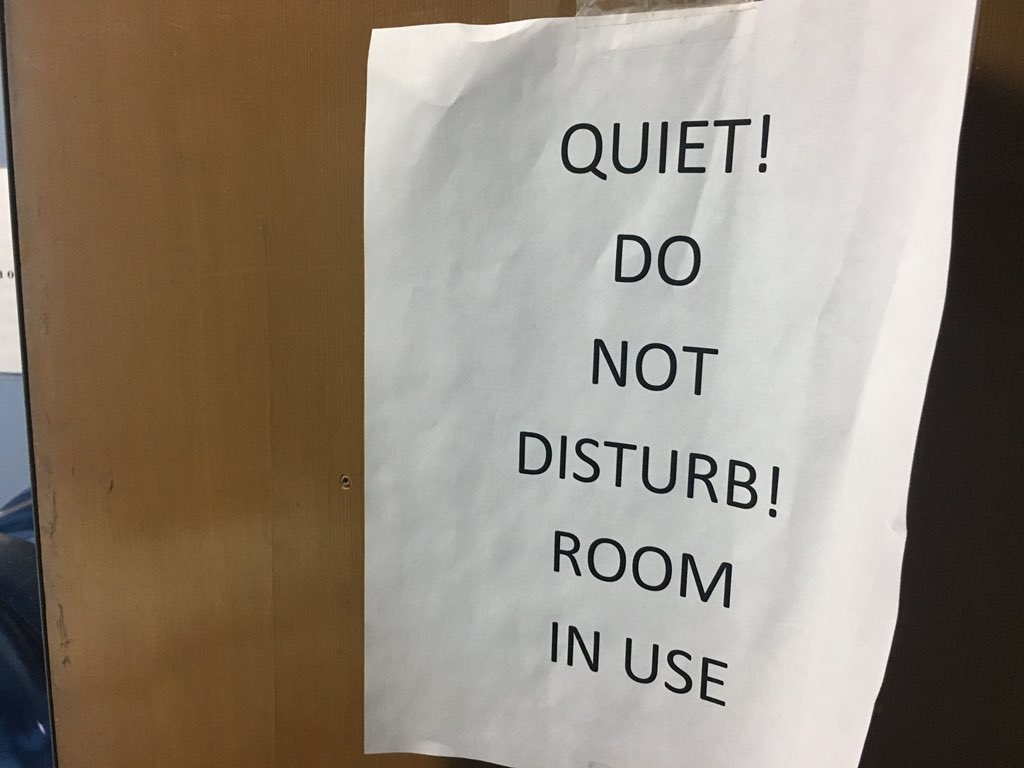 QUIET!
DO
NOT
DISTURB!
ROOM
IN USE